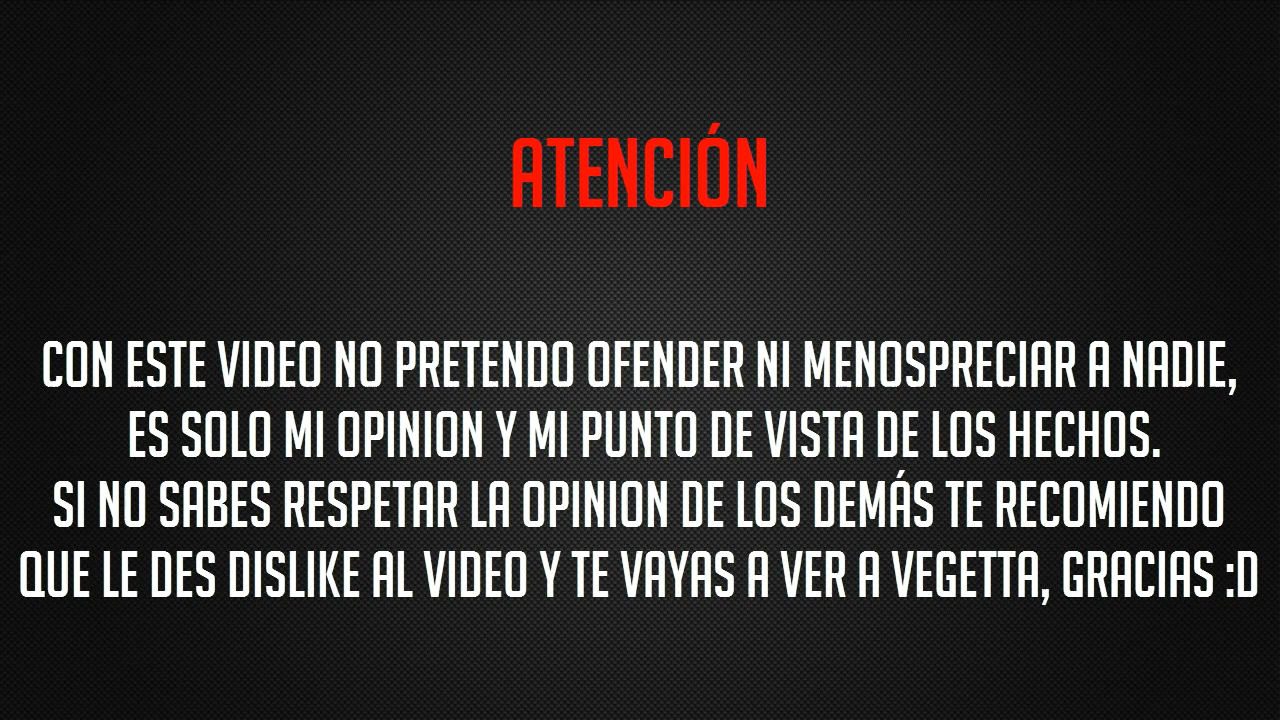 ATENCIÓN
CON ESTE VIDEO NO PRETENDO OFENDER NI MENOSPRECIAR A NADIE,
ES SOLO MI OPINION Y MI PUNTO DE VISTA DE LOS HECHOS.
SI NO SABES RESPETAR LA OPINION DE LOS DEMÁS TE RECOMIENDO
QUE LE DES DISLIKE AL VIDEO Y TE VAYAS A VER A VEGETTA, GRACIAS :D